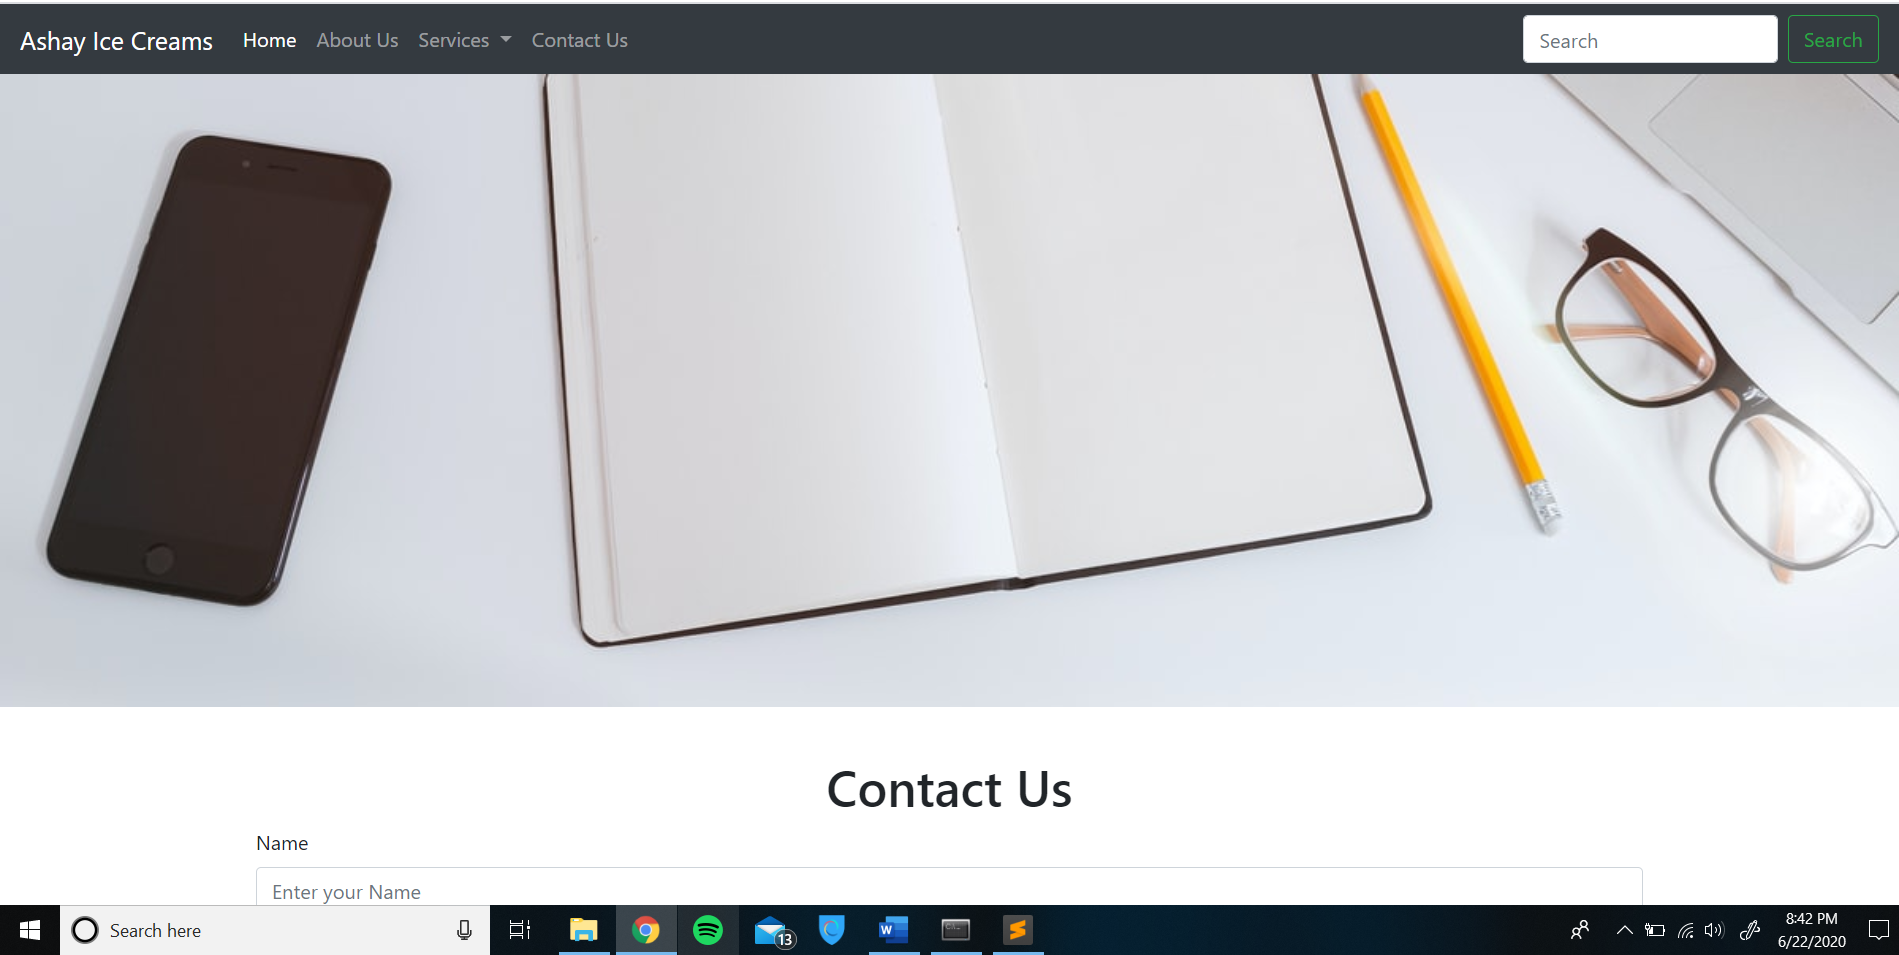 Ashay Ice Creams Home About Us Services Contact Us Search Search
Contact Us
Name
Enter your Name
Search here
13
W
8:42 PM
6/22/2020